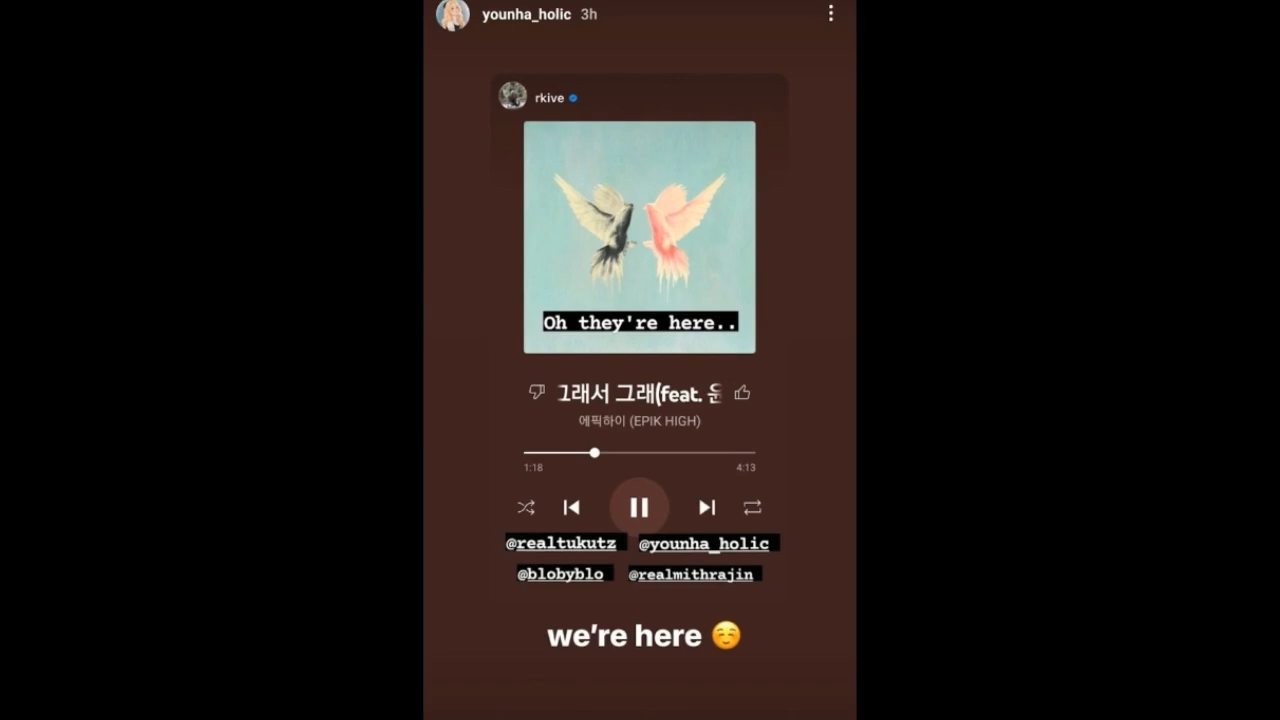 younha_holic 3h
rkive
Oh they're here..
그래서 그래(feat.
에픽하이 (EPIK HIGH)
1:18 4:13
@realtukutz @younha_holic
@blobyblo @realmithrajin
we're here ☺️